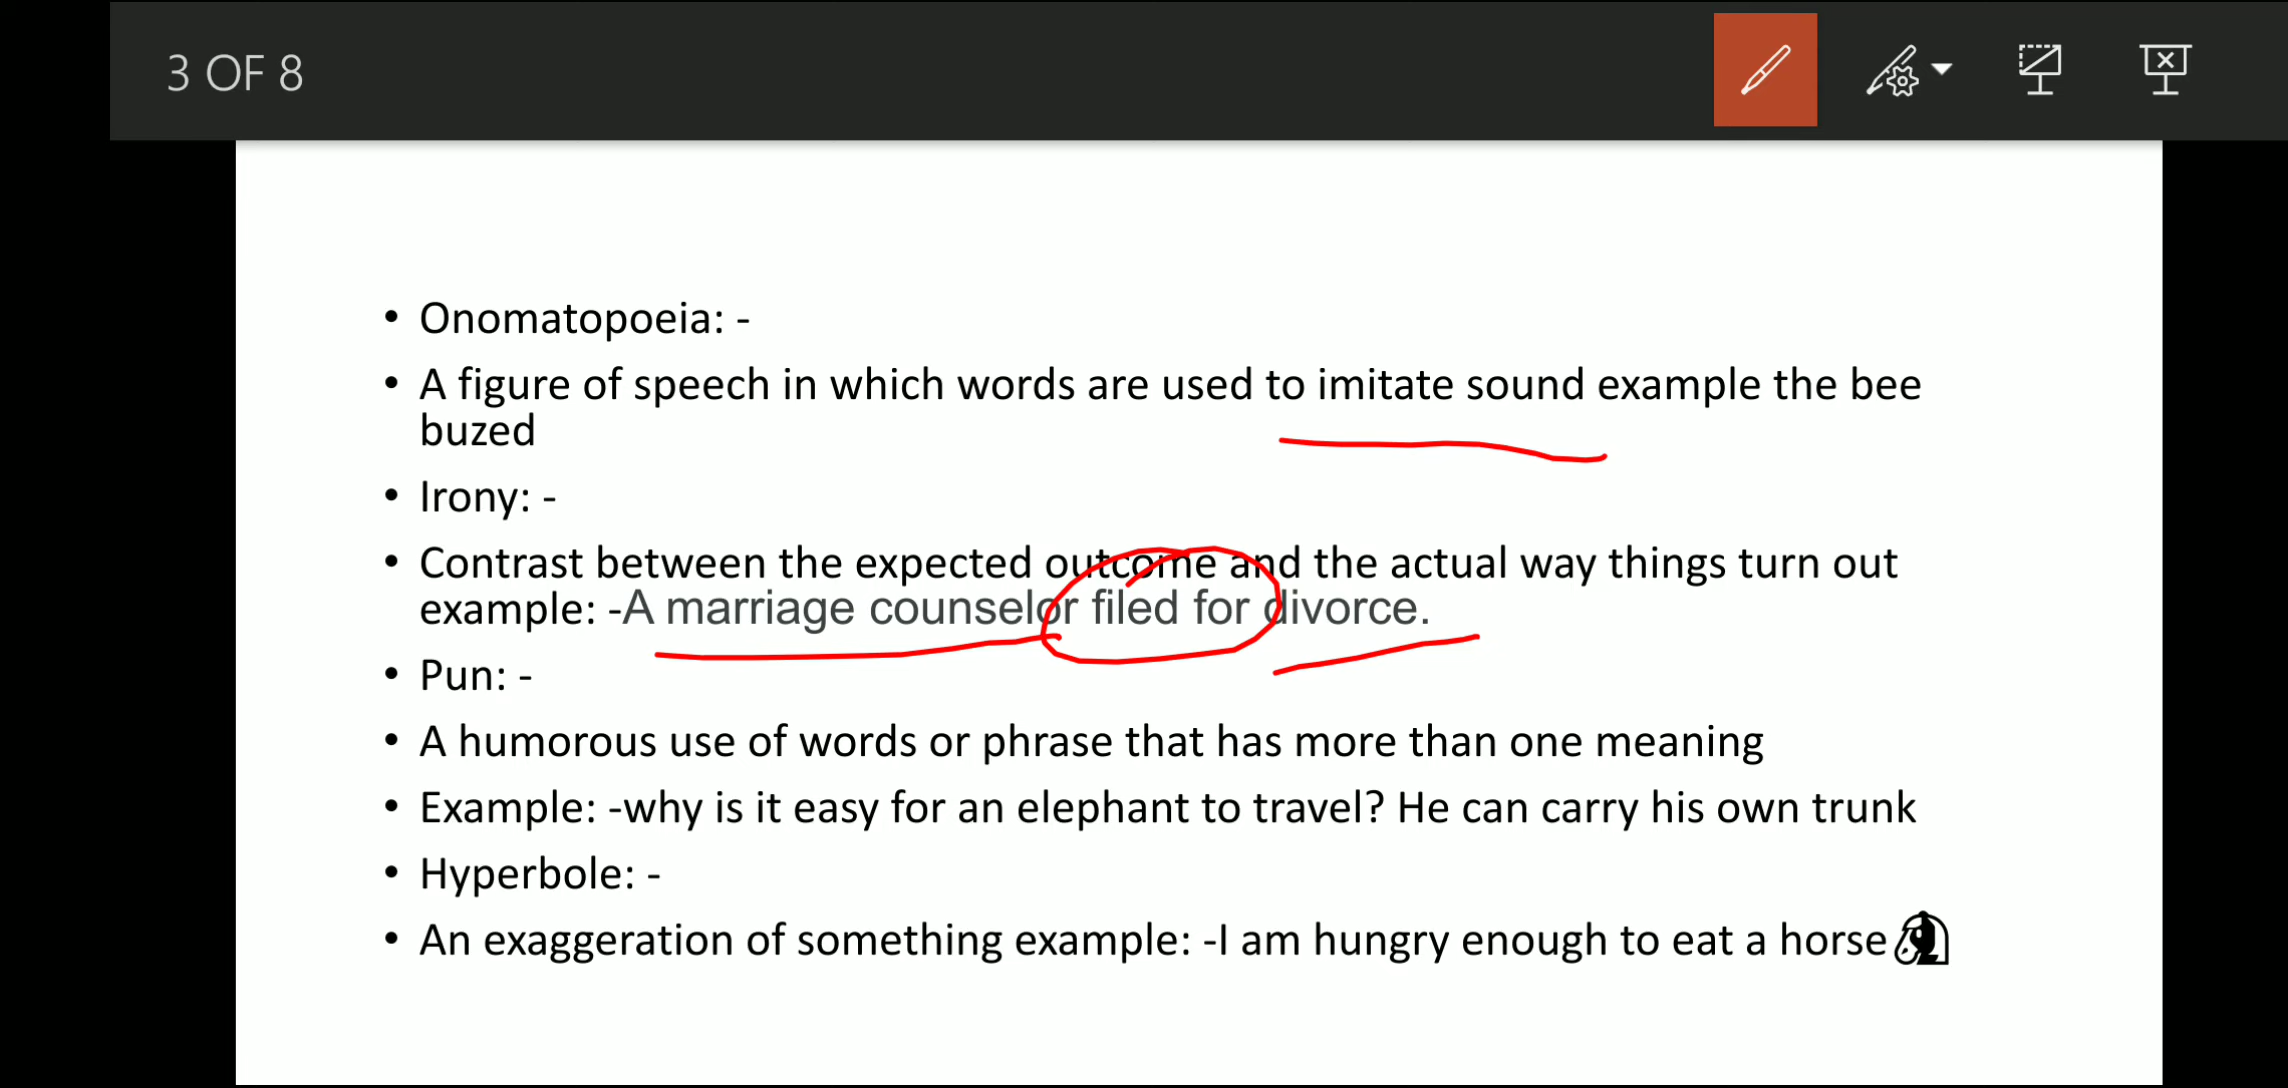 3 OF 8
• Onomatopoeia: -
• A figure of speech in which words are used to imitate sound example the bee
buzed
• Irony: -
• Contrast between the expected outcome and the actual way things turn out
example: -A marriage counselor filed for divorce.
• Pun: -
• A humorous use of words or phrase that has more than one meaning
• Example: -why is it easy for an elephant to travel? He can carry his own trunk
• Hyperbole: -
• An exaggeration of something example: -I am hungry enough to eat a horse